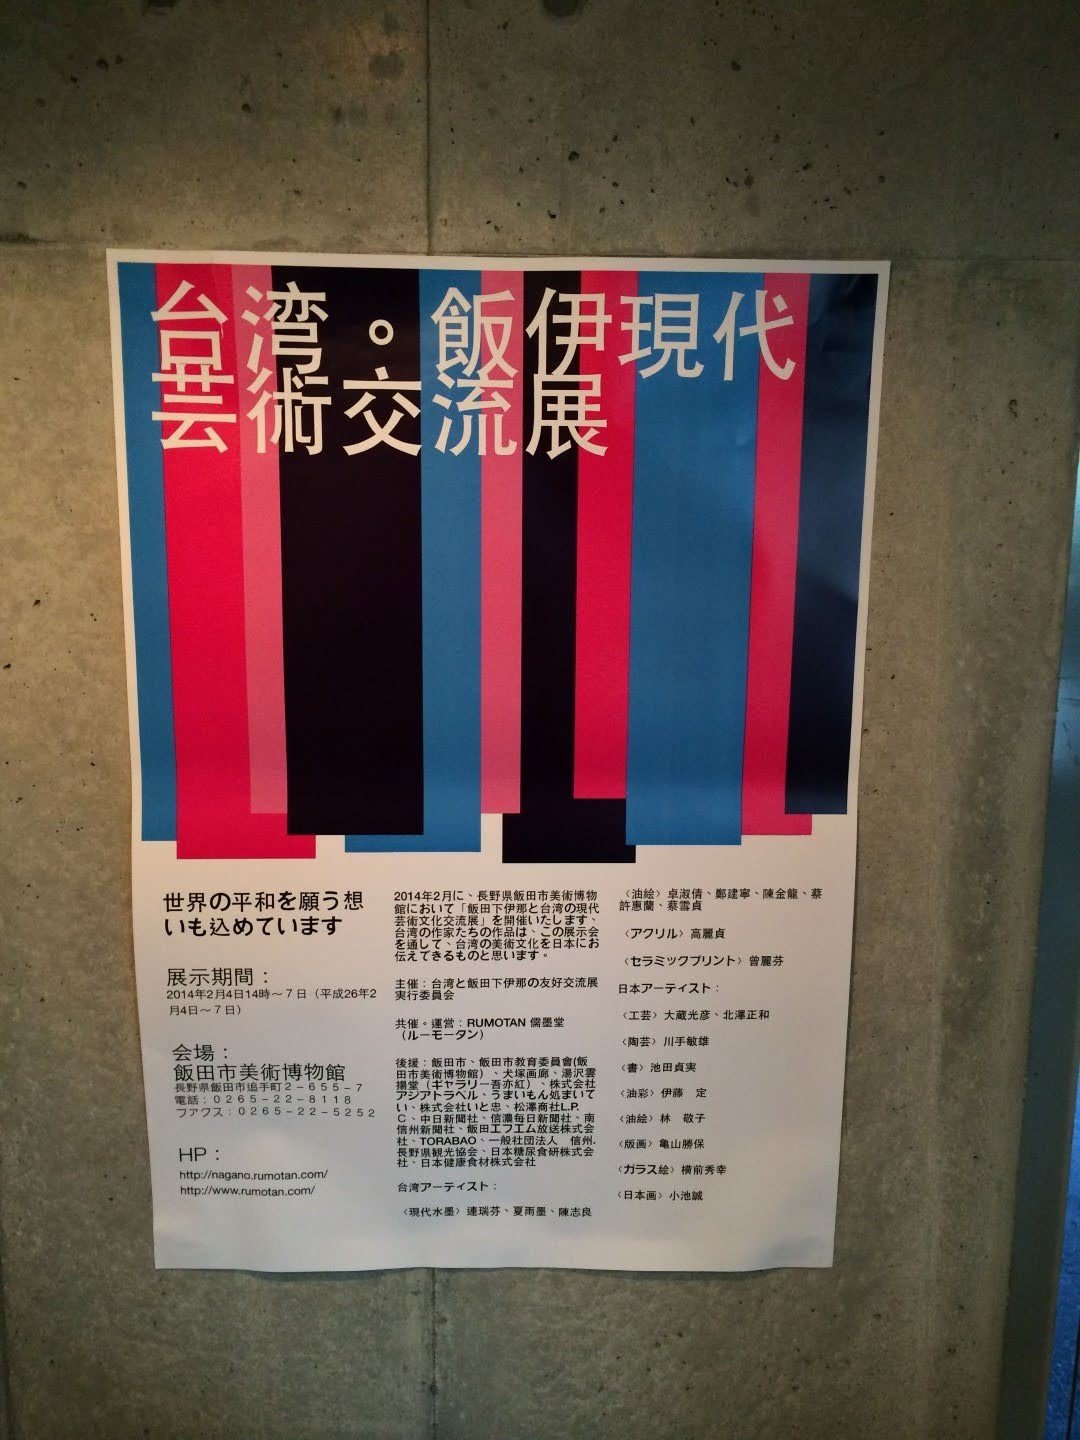 台湾。飯伊現代
芸術交流展
世界の平和を願う想
いも込めています
展示期間：
2014年2月4日14時～７日（平成26年2
月4日～７日）
会場：
飯田市美術博物館
長野県飯田市追手町２－６５５－７
電話：０２６５－２２－８１１８
ファクス：０２６５－２２－５２５２
HP：
http://nagano.rumotan.com/
http://www.rumotan.com/
2014年2月に、長野県飯田市美術博物
館において「飯田下伊那と台湾の現代
芸術文化交流展」を開催いたします、
台湾の作家たちの作品は、この展示会
を通して、台湾の美術文化を日本にお
伝えてきるものと思います。
主催：台湾と飯田下伊那の友好交流展
実行委員会
共催。運営：RUMOTAN 儒墨堂
（ルーモータン）
後援：飯田市、飯田市教育委員會(飯
田市美術博物館）、犬塚画廊、湯沢雲
揚堂（ギャラリー吾亦紅）、株式会社
アジアトラベル、うまいもん処まいて
い、株式会社いと忠、松澤商社L.P.
C、中日新聞社、信濃每日新聞社、南
信州新聞社、飯田エフエム放送株式会
社、TORABAO、一般社団法人　信州.
長野県観光協会、日本糖尿食研株式会
社、日本健康食材株式会社
台湾アーティスト：
〈現代水墨〉連瑞芬、夏雨墨、陳志良
〈油絵〉卓淑倩、鄭建寧、陳金龍、蔡
許惠蘭、蔡雪貞
〈アクリル〉高麗貞
〈セラミックプリント〉曾麗芬
日本アーティスト：
〈工芸〉大蔵光彦、北澤正和
〈陶芸〉川手敏雄
〈書〉池田貞実
〈油彩〉伊藤　定
〈油絵〉林　敬子
〈版画〉亀山勝保
〈ガラス絵〉横前秀幸
〈日本画〉小池誠